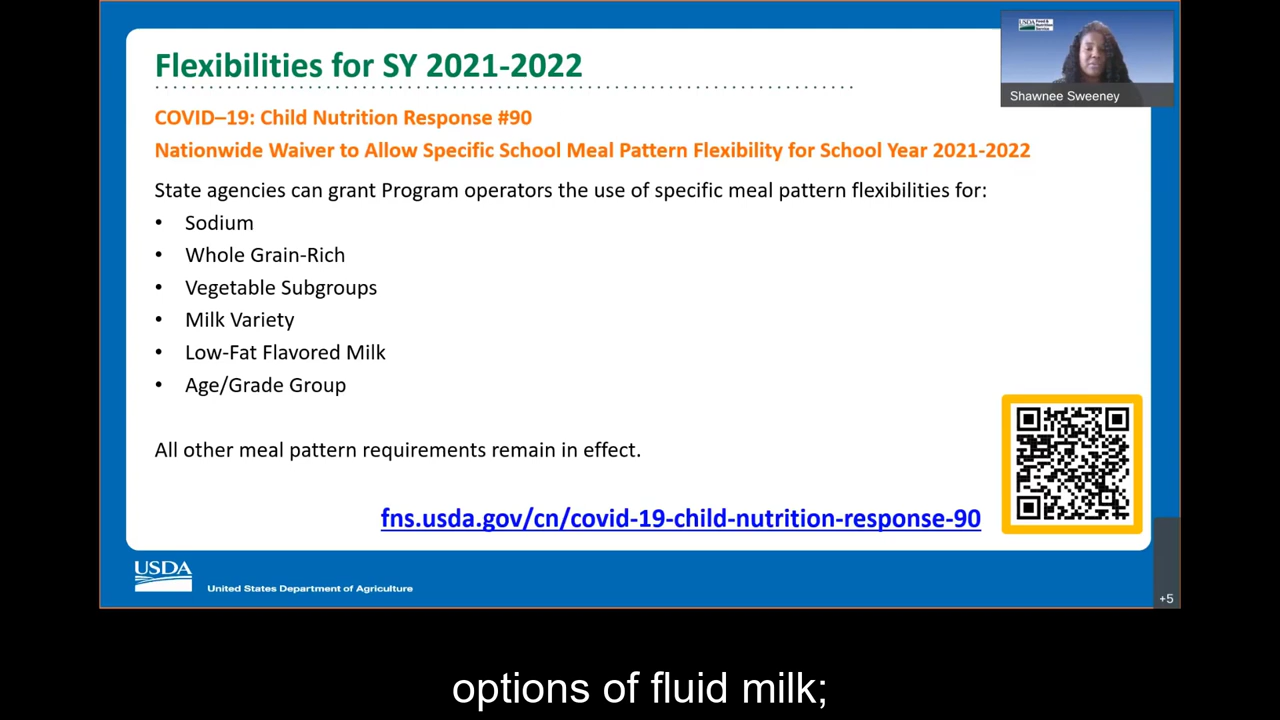 Flexibilities for SY 2021-2022
COVID–19: Child Nutrition Response #90
Nationwide Waiver to Allow Specific School Meal Pattern Flexibility for School Year 2021-2022
State agencies can grant Program operators the use of specific meal pattern flexibilities for:
• Sodium
• Whole Grain-Rich
• Vegetable Subgroups
• Milk Variety
• Low-Fat Flavored Milk
• Age/Grade Group
All other meal pattern requirements remain in effect.
fns.usda.gov/cn/covid-19-child-nutrition-response-90
USDA
United States Department of Agriculture
USDA Food & Nutrition Service
Shawnee Sweeney
+5
options of fluid milk;